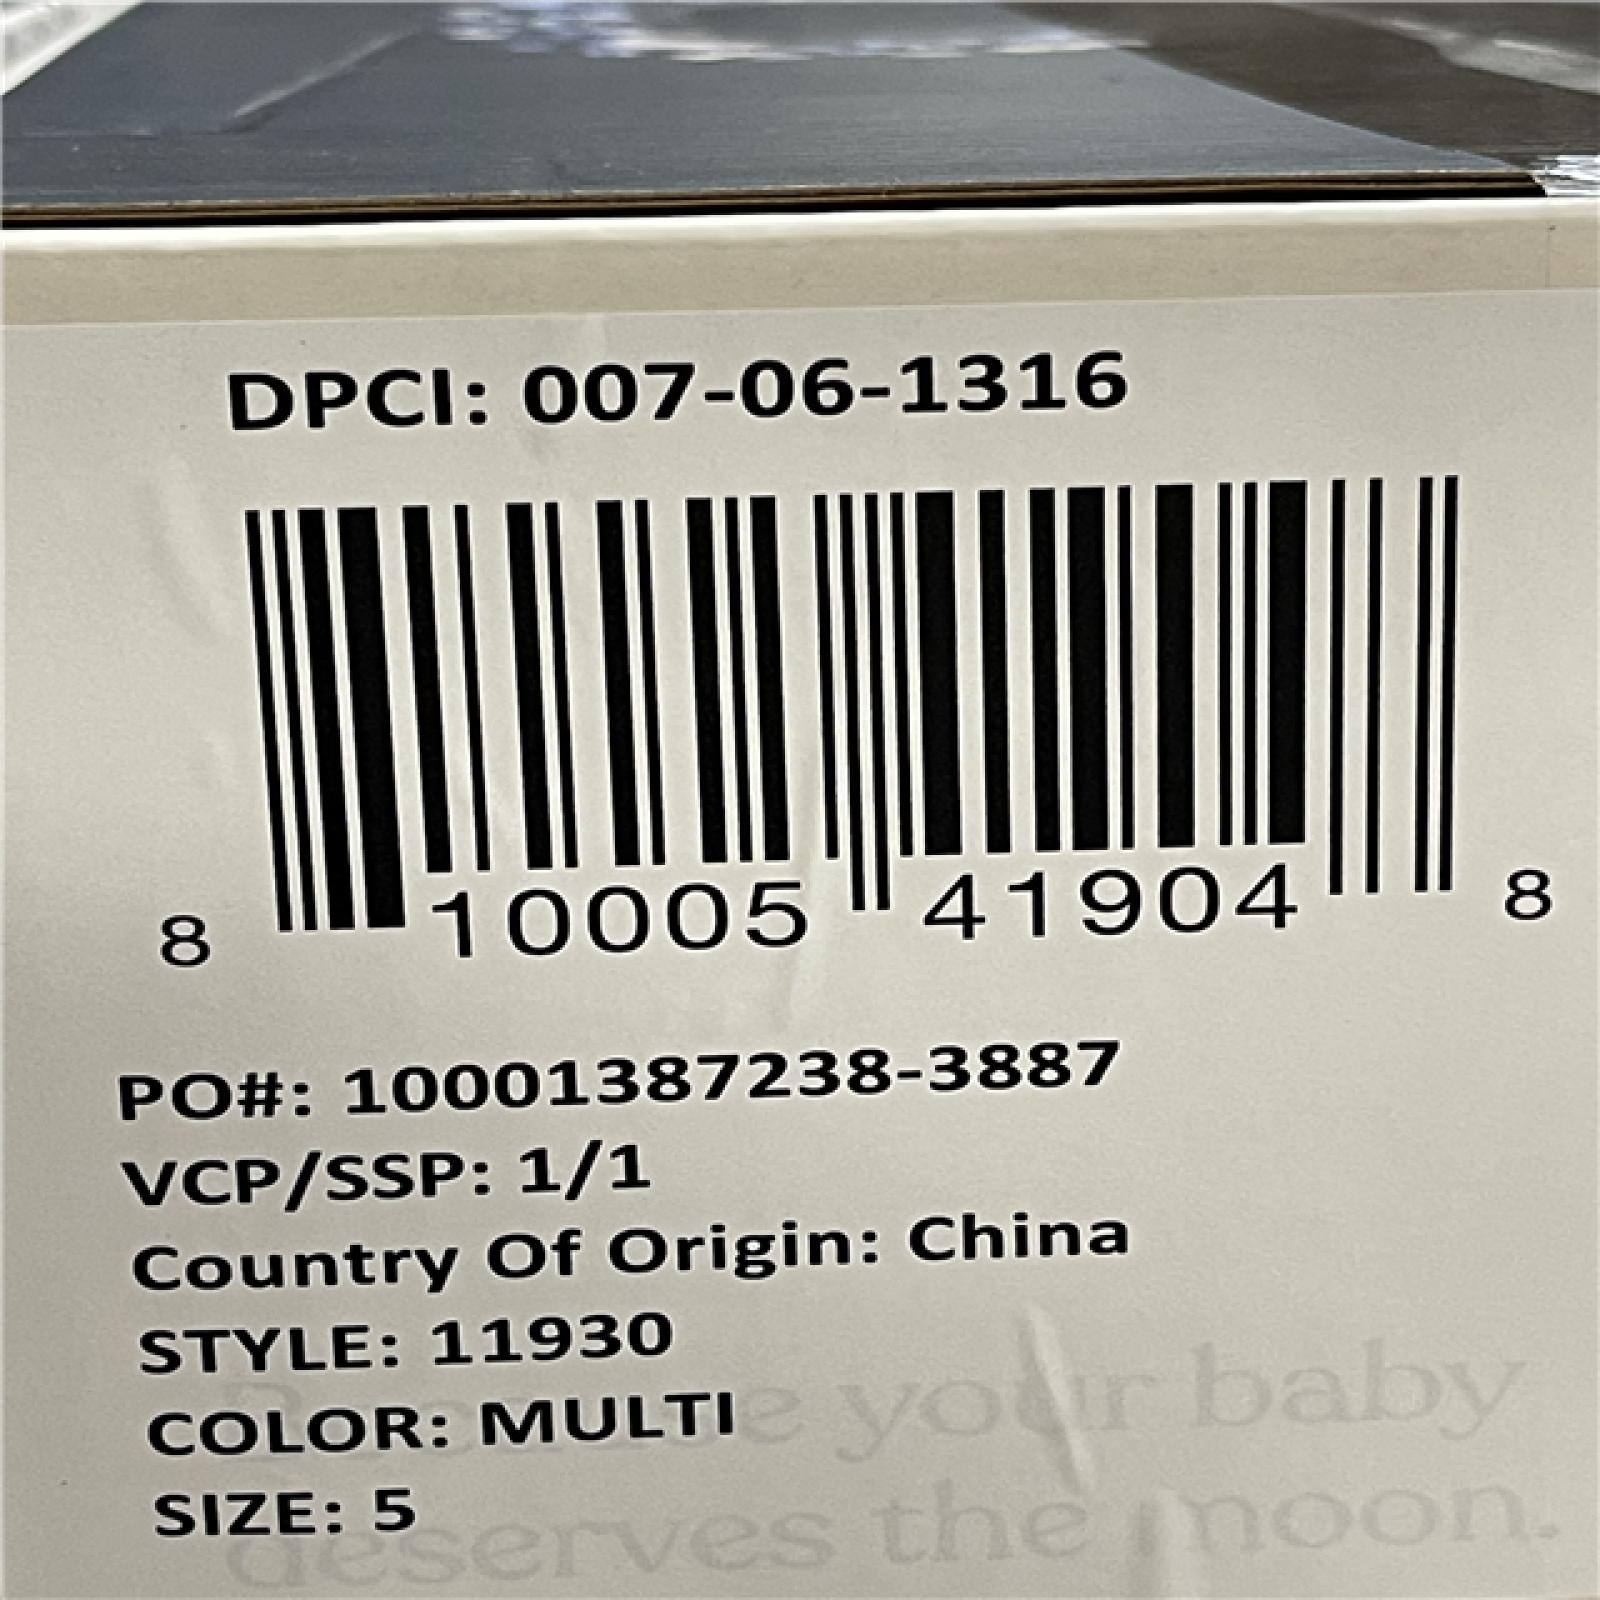 DPCI: 007-06-1316
8 10005 41904 8
PO#: 10001387238-3887
VCP/SSP: 1/1
Country Of Origin: China
STYLE: 11930
COLOR: MULTI
SIZE: 5
your baby
deserves the moon.